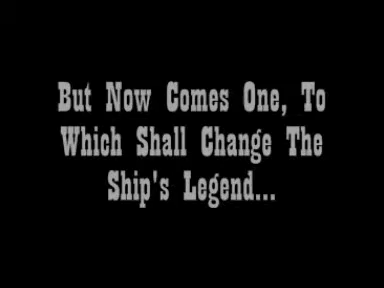 But Now Comes One, To
Which Shall Change The
Ship's Legend...